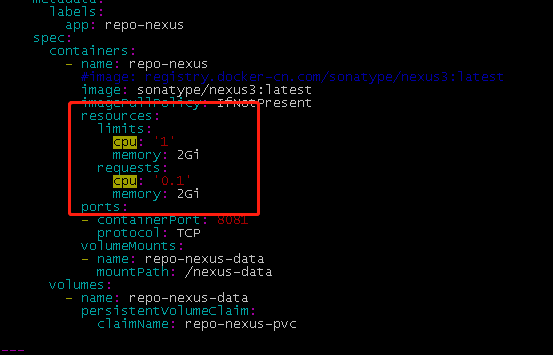 metadata:
labels:
app: repo-nexus
spec:
containers:
- name: repo-nexus
#image: registry.docker-cn.com/sonatype/nexus3:latest
image: sonatype/nexus3:latest
imagePullPolicy: IfNotPresent
resources:
limits:
cpu: '1'
memory: 2Gi
requests:
cpu: '0.1'
memory: 2Gi
ports:
- containerPort: 8081
protocol: TCP
volumeMounts:
- name: repo-nexus-data
mountPath: /nexus-data
volumes:
- name: repo-nexus-data
persistentVolumeClaim:
claimName: repo-nexus-pvc
---